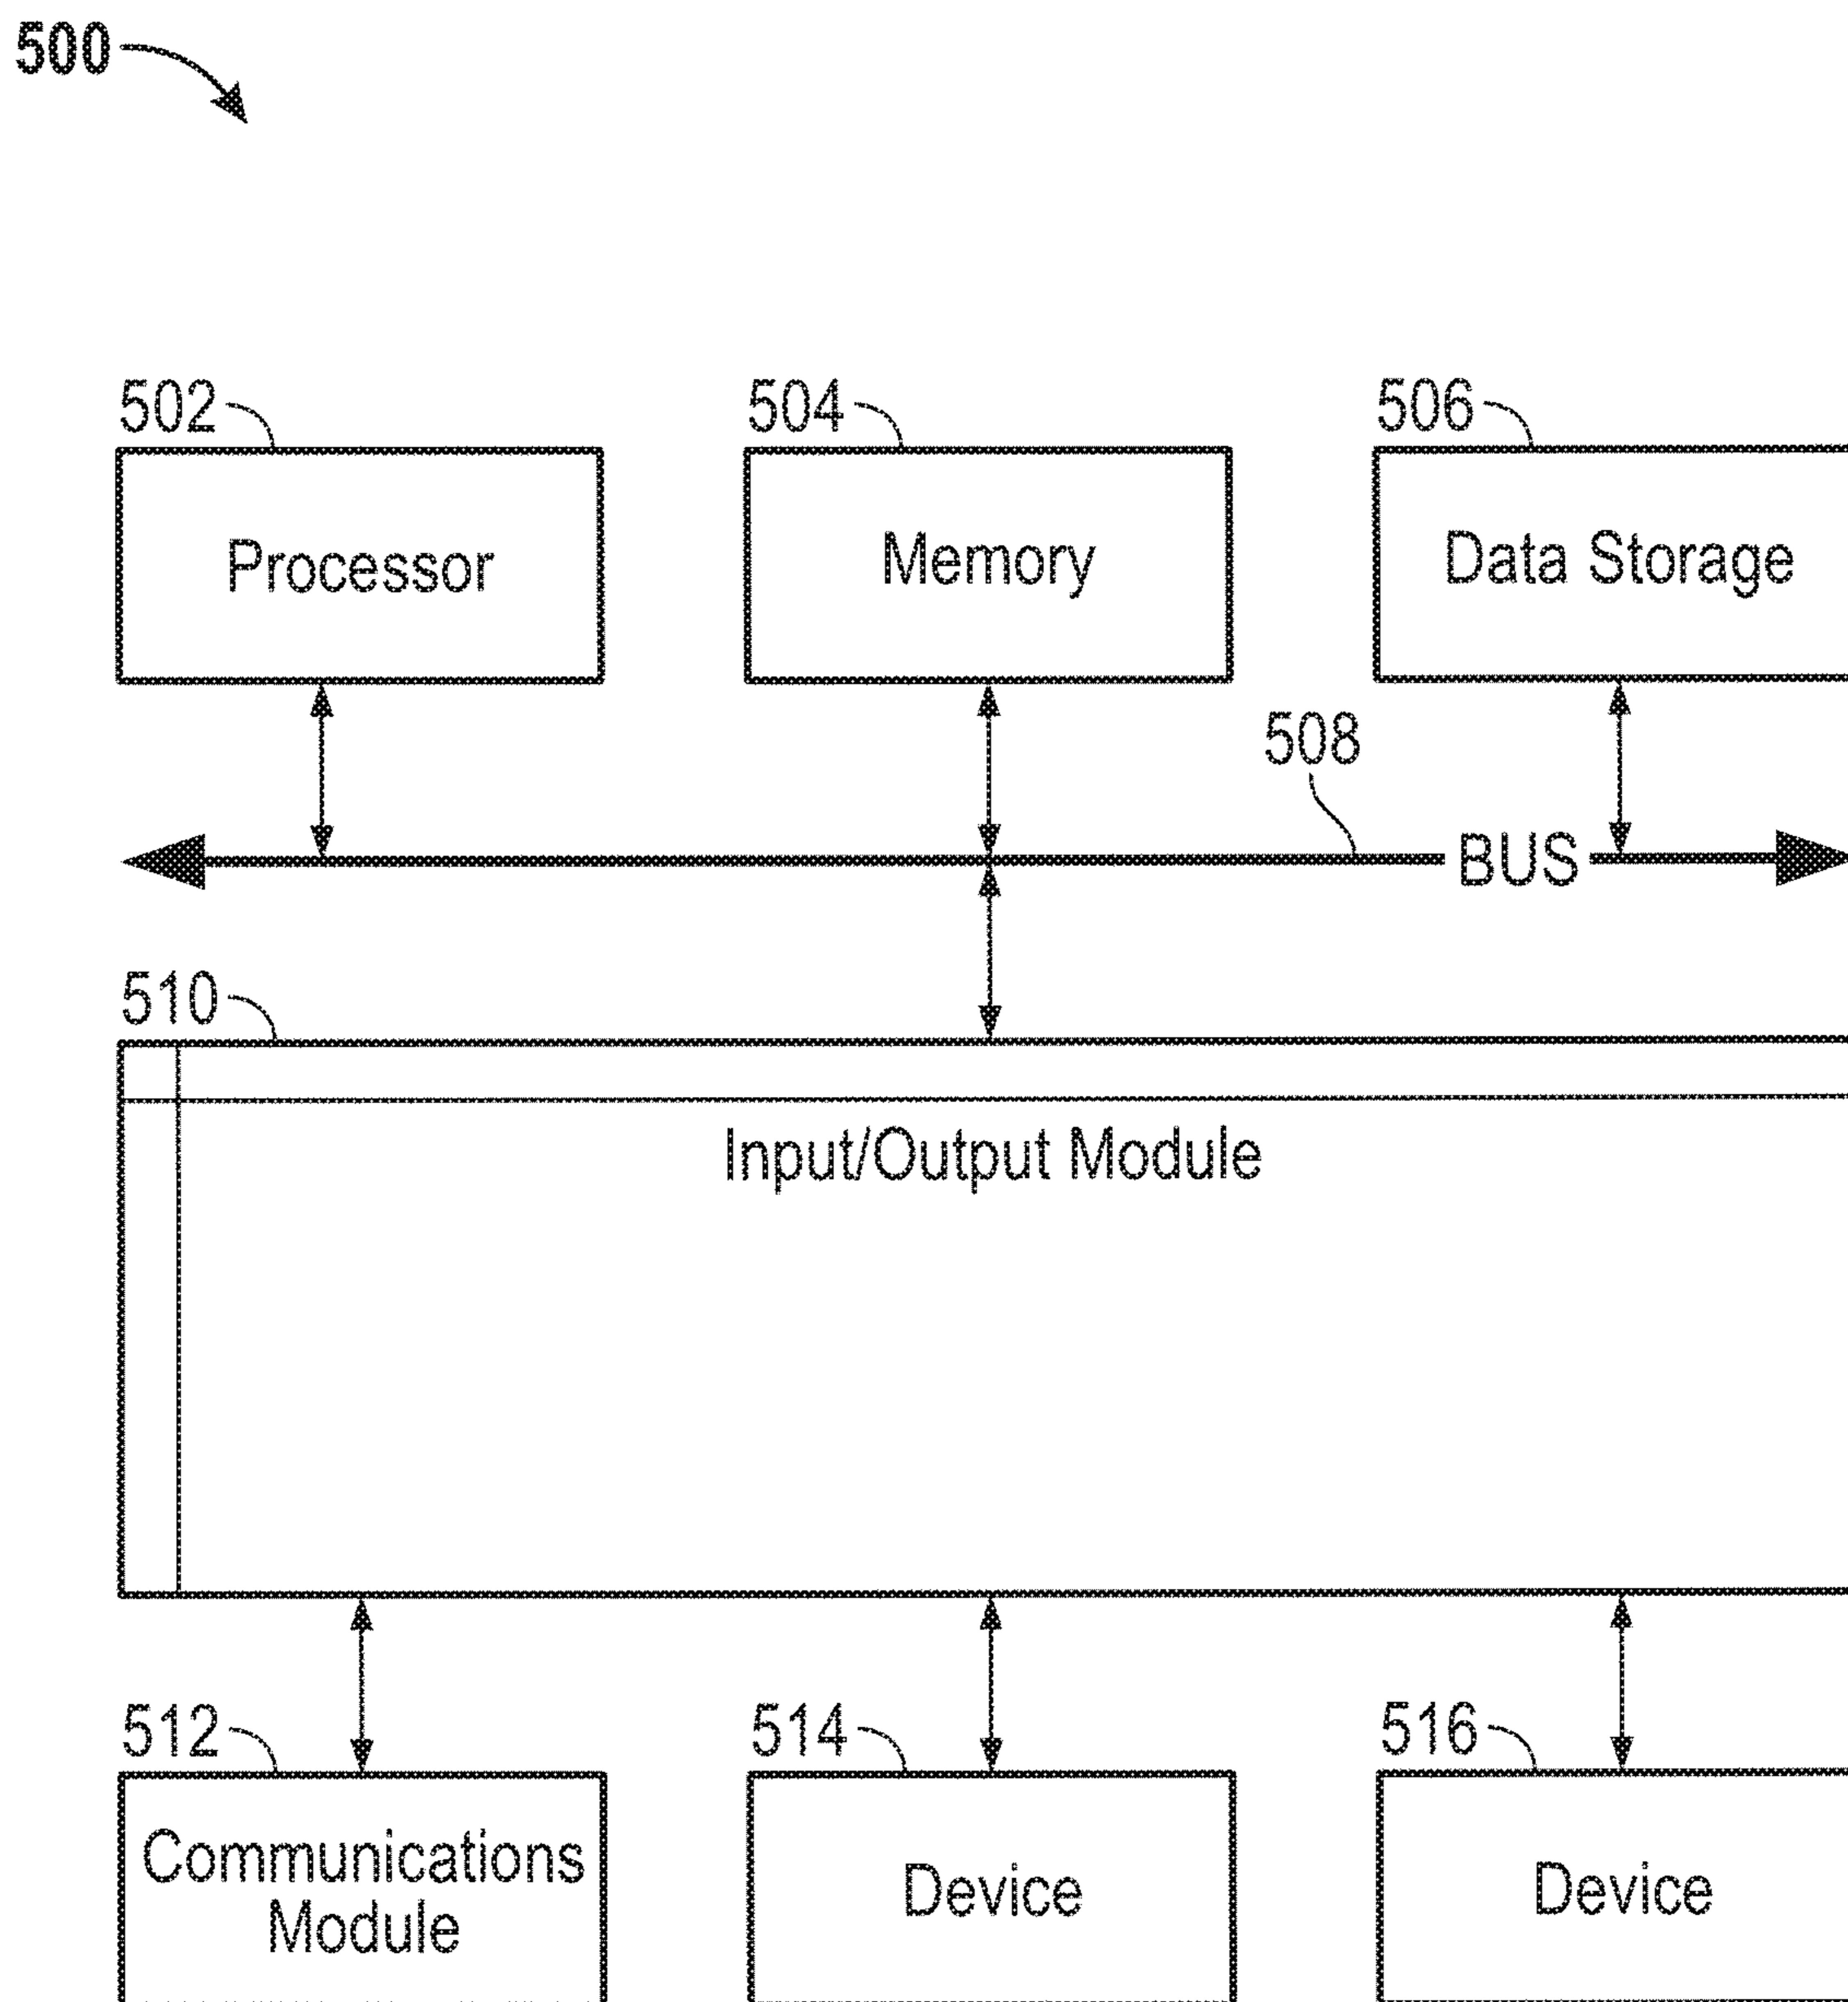 500
502
504
506
Processor
Memory
Data Storage
508
BUS
510
Input/Output Module
512
514
516
Communications
Module
Device
Device